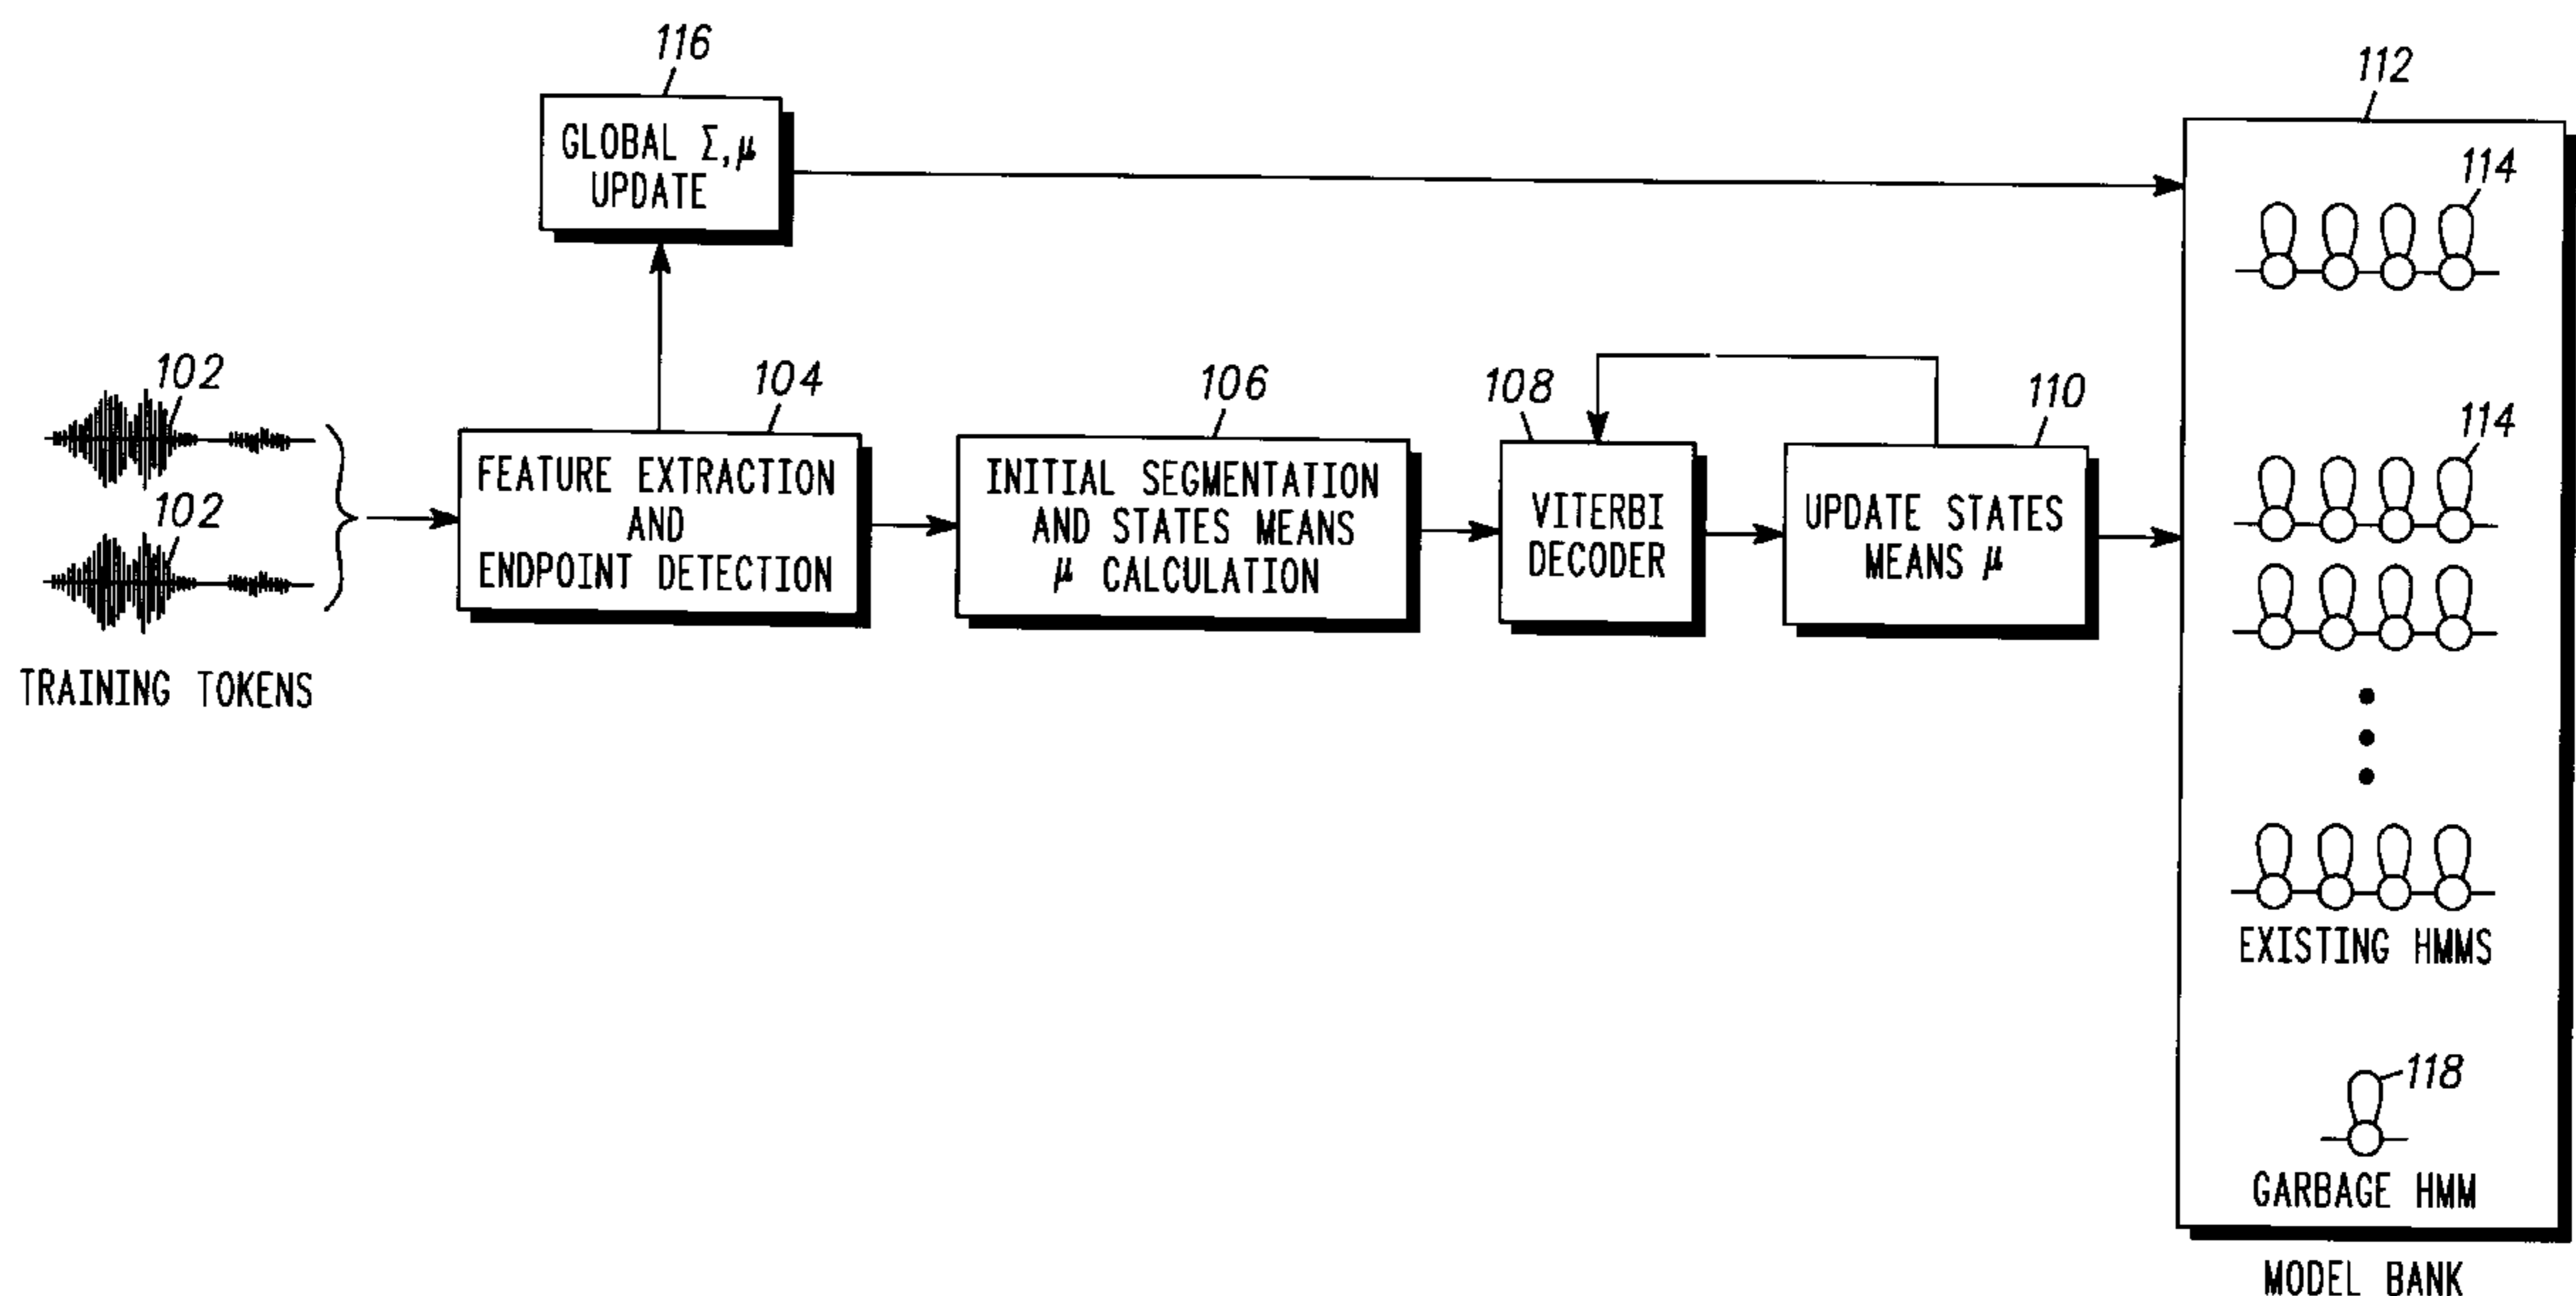 116
GLOBAL Σ, μ
UPDATE
112
114
102
104
106
108
110
114
FEATURE EXTRACTION
AND
ENDPOINT DETECTION
INITIAL SEGMENTATION
AND STATES MEANS
μ CALCULATION
VITERBI
DECODER
UPDATE STATES
MEANS μ
102
TRAINING TOKENS
EXISTING HMMS
118
GARBAGE HMM
MODEL BANK